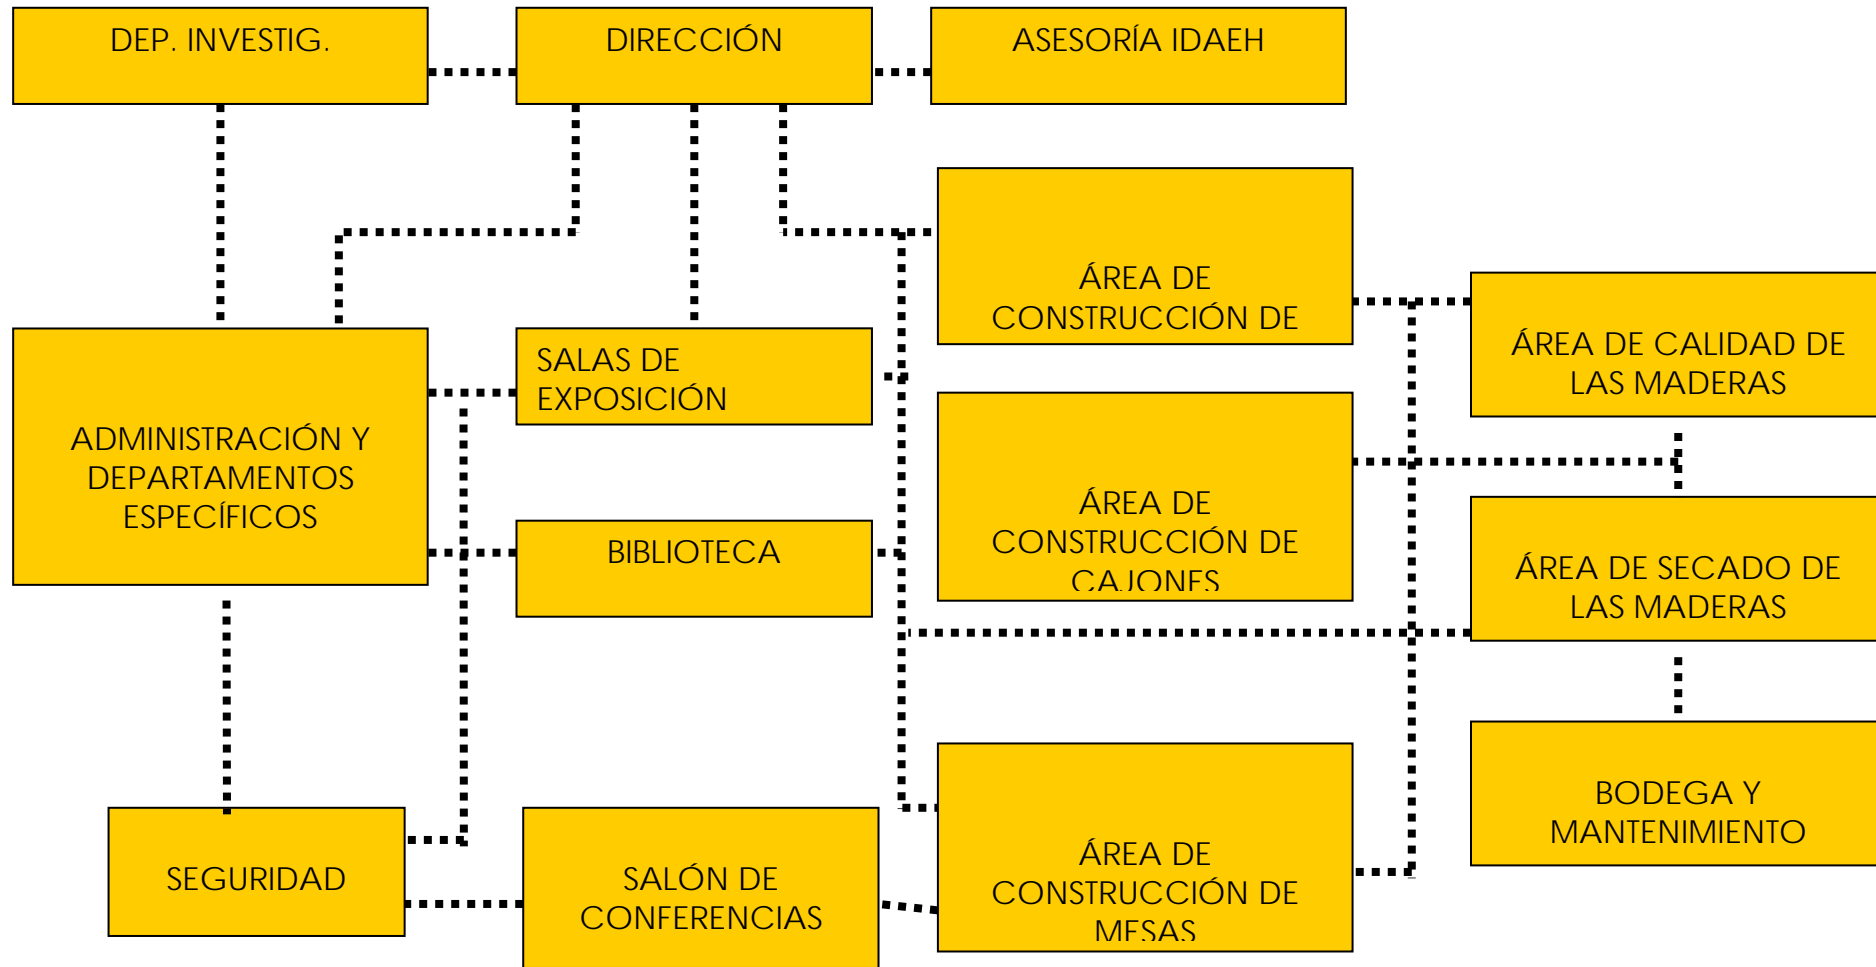 DEP. INVESTIG.
DIRECCIÓN
ASESORÍA IDAEH
ÁREA DE
CONSTRUCCIÓN DE
ÁREA DE CALIDAD DE
LAS MADERAS
SALAS DE
EXPOSICIÓN
ADMINISTRACIÓN Y
DEPARTAMENTOS
ESPECÍFICOS
ÁREA DE
CONSTRUCCIÓN DE
CAJONES
BIBLIOTECA
ÁREA DE SECADO DE
LAS MADERAS
BODEGA Y
MANTENIMIENTO
SEGURIDAD
SALÓN DE
CONFERENCIAS
ÁREA DE
CONSTRUCCIÓN DE
MESAS